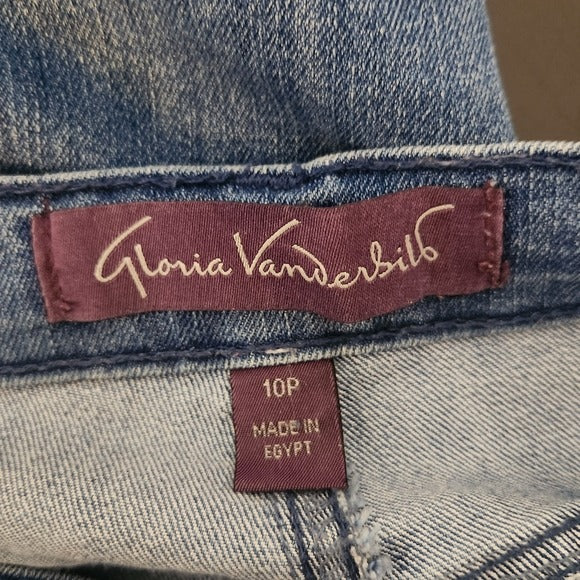 Gloria Vanderbilt
10P
MADE IN
EGYPT